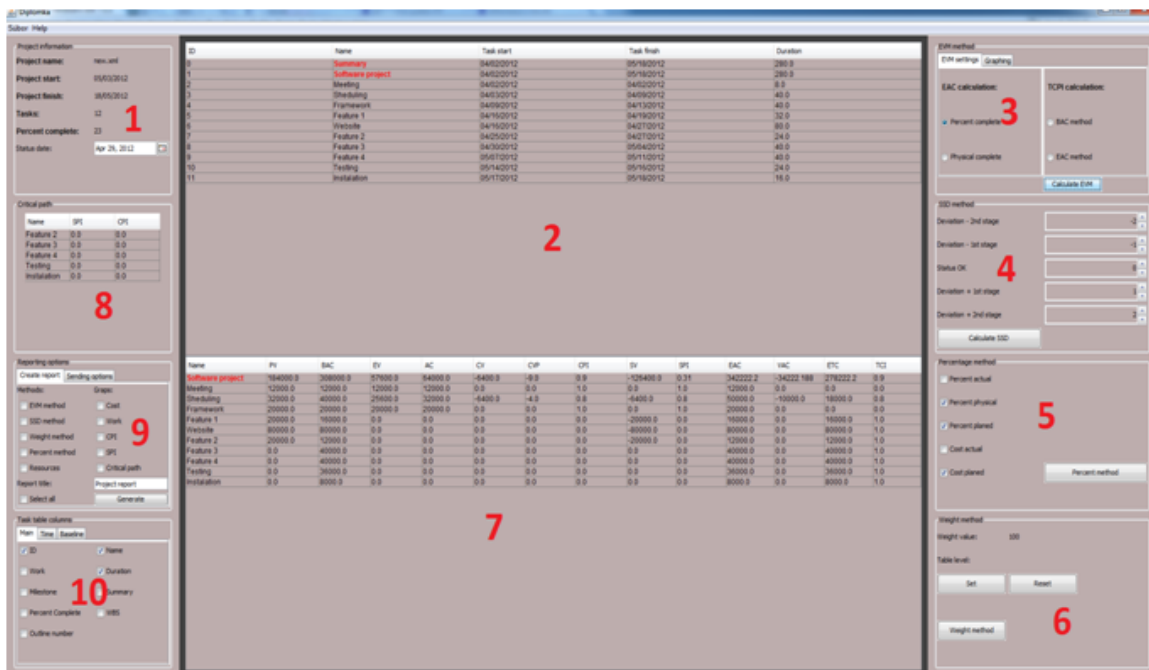 Diplomka
Súbor Help
Project information
Project name: new.xml
Project start: 05/03/2012
Project finish: 18/05/2012
Tasks: 12
Percent complete: 23
Status date: Apr 29, 2012
1
Critical path
Name SPI CPI
Feature 2 0.0 0.0
Feature 3 0.0 0.0
Feature 4 0.0 0.0
Testing 0.0 0.0
Instalation 0.0 0.0
8
Reporting options
Create report Sending options
Methods: Graps:
EVM method Cost
SSD method Work
Weight method CPI
Percent method SPI
Resources Critical path
Report title: Project report
Select all Generate
9
Task table columns
Main Time Baseline
ID Name
Work Duration
Milestone Summary
Percent Complete WBS
Outline number
10
ID Name Task start Task finish Duration
0 Summary 04/02/2012 05/18/2012 280.0
1 Software project 04/02/2012 05/18/2012 280.0
2 Meeting 04/02/2012 04/02/2012 8.0
3 Sheduling 04/03/2012 04/09/2012 40.0
4 Framework 04/09/2012 04/13/2012 40.0
5 Feature 1 04/16/2012 04/19/2012 32.0
6 Website 04/16/2012 04/27/2012 80.0
7 Feature 2 04/25/2012 04/27/2012 24.0
8 Feature 3 04/30/2012 05/04/2012 40.0
9 Feature 4 05/07/2012 05/11/2012 40.0
10 Testing 05/14/2012 05/16/2012 24.0
11 Instalation 05/17/2012 05/18/2012 16.0
2
Name PV BAC EV AC CV CVP CPI SV SPI EAC VAC ETC TCI
Software project 184000.0 308000.0 57600.0 64000.0 -6400.0 -9.0 0.9 -126400.0 0.31 342222.2 -34222.188 278222.2 0.9
Meeting 12000.0 12000.0 12000.0 12000.0 0.0 0.0 1.0 0.0 1.0 12000.0 0.0 0.0 1.0
Sheduling 32000.0 40000.0 25600.0 32000.0 -6400.0 -4.0 0.8 -6400.0 0.8 50000.0 -10000.0 18000.0 0.8
Framework 20000.0 20000.0 20000.0 20000.0 0.0 0.0 1.0 0.0 1.0 20000.0 0.0 0.0 1.0
Feature 1 20000.0 16000.0 0.0 0.0 0.0 0.0 0.0 -20000.0 0.0 16000.0 0.0 16000.0 1.0
Website 80000.0 80000.0 0.0 0.0 0.0 0.0 0.0 -80000.0 0.0 80000.0 0.0 80000.0 1.0
Feature 2 20000.0 12000.0 0.0 0.0 0.0 0.0 0.0 -20000.0 0.0 12000.0 0.0 12000.0 1.0
Feature 3 0.0 40000.0 0.0 0.0 0.0 0.0 0.0 0.0 0.0 40000.0 0.0 40000.0 1.0
Feature 4 0.0 40000.0 0.0 0.0 0.0 0.0 0.0 0.0 0.0 40000.0 0.0 40000.0 1.0
Testing 0.0 36000.0 0.0 0.0 0.0 0.0 0.0 0.0 0.0 36000.0 0.0 36000.0 1.0
Instalation 0.0 8000.0 0.0 0.0 0.0 0.0 0.0 0.0 0.0 8000.0 0.0 8000.0 1.0
7
EVM method
EVM settings Graphing
EAC calculation: TCPI calculation:
Percent complete BAC method
Physical complete EAC method
Calculate EVM
3
SSD method
Deviation - 2nd stage -2
Deviation - 1st stage -1
Status OK 0
Deviation + 1st stage 1
Deviation + 2nd stage 2
Calculate SSD
4
Percentage method
Percent actual
Percent physical
Percent planed
Cost actual
Cost planed Percent method
5
Weight method
Weight value: 100
Table level:
Set Reset
Weight method
6